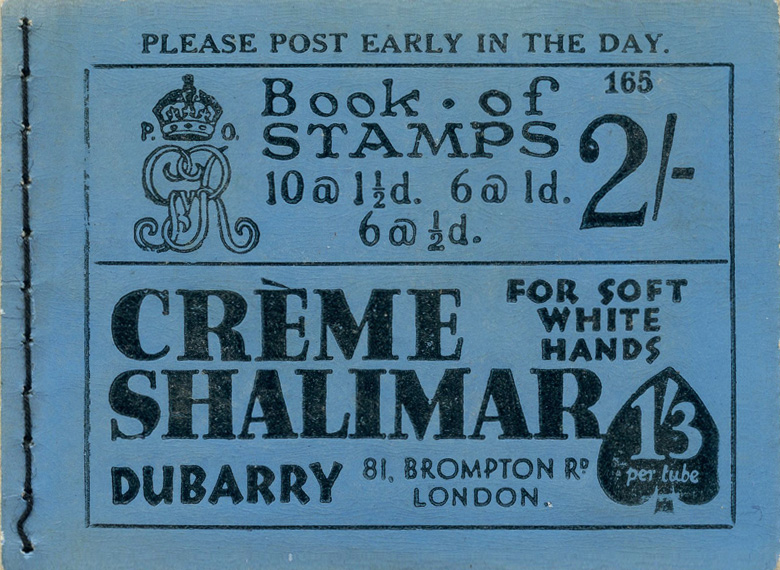 PLEASE POST EARLY IN THE DAY.
165
Book · of
STAMPS
2/-
P. O.
10 @ 1½d. 6 @ 1d.
6 @ ½d.
CRÈME
SHALIMAR
FOR SOFT
WHITE
HANDS
1/3
per tube
DUBARRY
81, BROMPTON RD
LONDON.